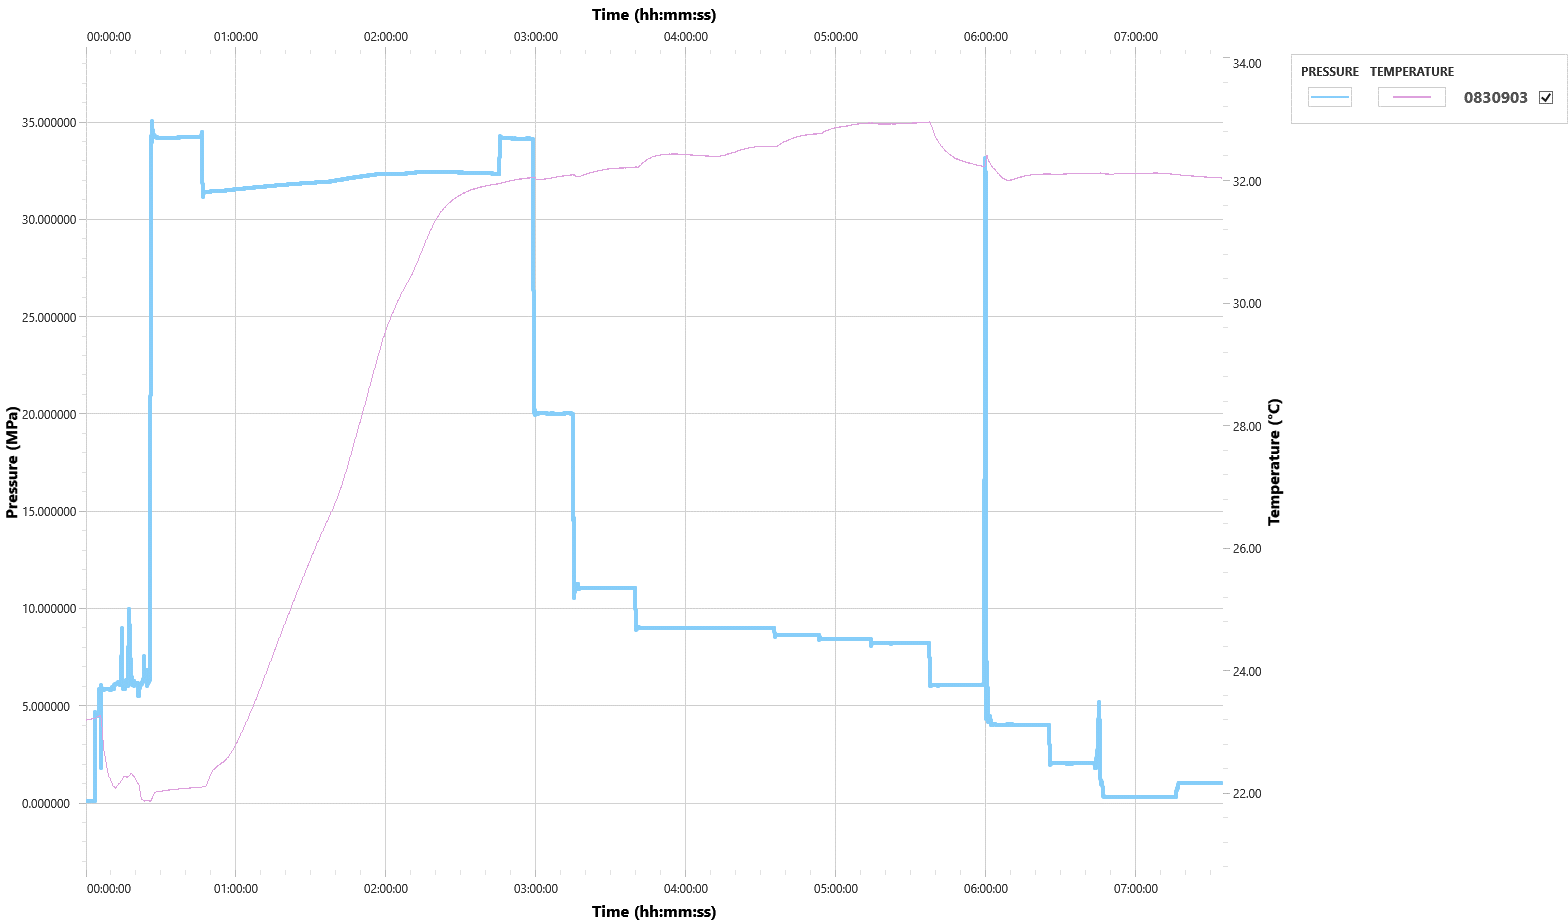 Time (hh:mm:ss)
00:00:00 01:00:00 02:00:00 03:00:00 04:00:00 05:00:00 06:00:00 07:00:00
34.00
PRESSURE TEMPERATURE
0830903
35.000000
32.00
30.000000
30.00
25.000000
Pressure (MPa)
20.000000
28.00
Temperature (°C)
15.000000
26.00
10.000000
24.00
5.000000
22.00
0.000000
00:00:00 01:00:00 02:00:00 03:00:00 04:00:00 05:00:00 06:00:00 07:00:00
Time (hh:mm:ss)